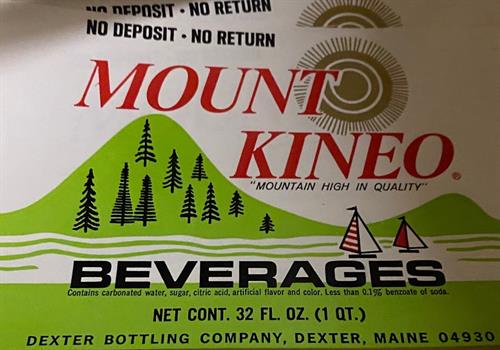 NO DEPOSIT • NO RETURN
NO DEPOSIT • NO RETURN
MOUNT
KINEO®
"MOUNTAIN HIGH IN QUALITY"
BEVERAGES
Contains carbonated water, sugar, citric acid, artificial flavor and color. Less than 0.1% benzoate of soda.
NET CONT. 32 FL. OZ. (1 QT.)
DEXTER BOTTLING COMPANY, DEXTER, MAINE 04930